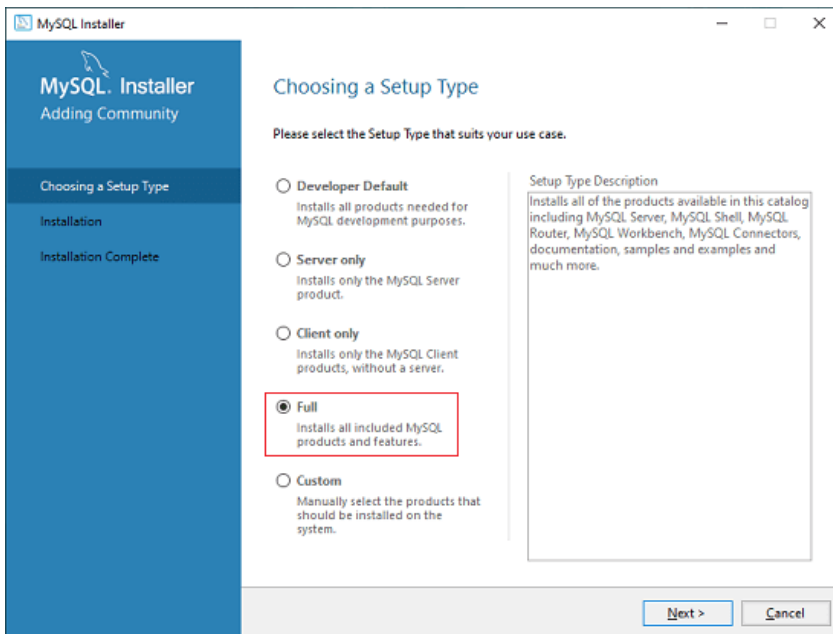 MySQL Installer
MySQL. Installer
Adding Community
Choosing a Setup Type
Installation
Installation Complete
Choosing a Setup Type
Please select the Setup Type that suits your use case.
Developer Default
Installs all products needed for
MySQL development purposes.
Server only
Installs only the MySQL Server
product.
Client only
Installs only the MySQL Client
products, without a server.
Full
Installs all included MySQL
products and features.
Custom
Manually select the products that
should be installed on the
system.
Setup Type Description
Installs all of the products available in this catalog
including MySQL Server, MySQL Shell, MySQL
Router, MySQL Workbench, MySQL Connectors,
documentation, samples and examples and
much more.
Next >
Cancel